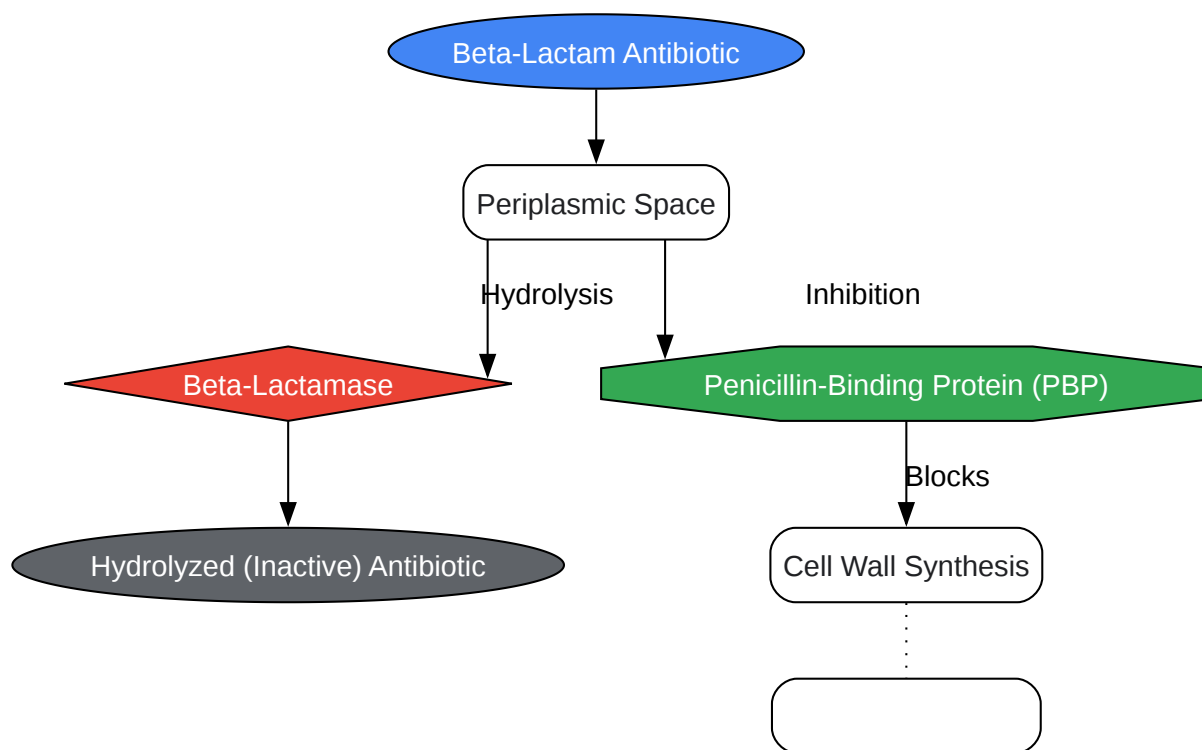 Beta-Lactam Antibiotic
Periplasmic Space
Hydrolysis
Inhibition
Beta-Lactamase
Penicillin-Binding Protein (PBP)
Blocks
Hydrolyzed (Inactive) Antibiotic
Cell Wall Synthesis